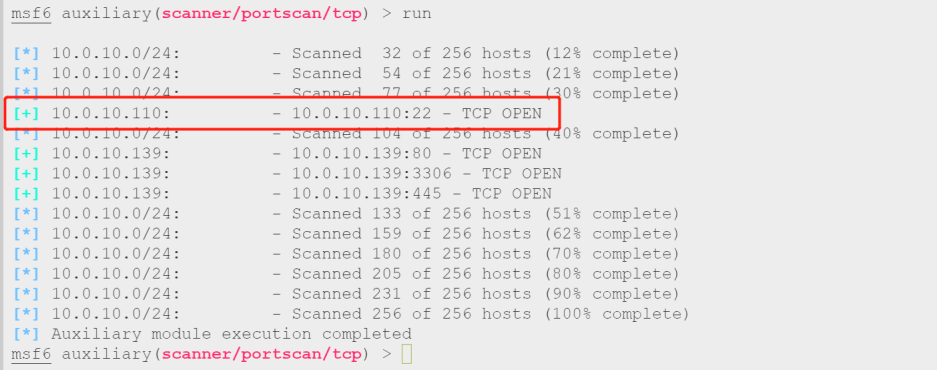 msf6 auxiliary(scanner/portscan/tcp) > run
[*] 10.0.10.0/24: - Scanned 32 of 256 hosts (12% complete)
[*] 10.0.10.0/24: - Scanned 54 of 256 hosts (21% complete)
[*] 10.0.10.0/24: - Scanned 77 of 256 hosts (30% complete)
[+] 10.0.10.110: - 10.0.10.110:22 - TCP OPEN
[*] 10.0.10.0/24: - Scanned 104 of 256 hosts (40% complete)
[+] 10.0.10.139: - 10.0.10.139:80 - TCP OPEN
[+] 10.0.10.139: - 10.0.10.139:3306 - TCP OPEN
[+] 10.0.10.139: - 10.0.10.139:445 - TCP OPEN
[*] 10.0.10.0/24: - Scanned 133 of 256 hosts (51% complete)
[*] 10.0.10.0/24: - Scanned 159 of 256 hosts (62% complete)
[*] 10.0.10.0/24: - Scanned 180 of 256 hosts (70% complete)
[*] 10.0.10.0/24: - Scanned 205 of 256 hosts (80% complete)
[*] 10.0.10.0/24: - Scanned 231 of 256 hosts (90% complete)
[*] 10.0.10.0/24: - Scanned 256 of 256 hosts (100% complete)
[*] Auxiliary module execution completed
msf6 auxiliary(scanner/portscan/tcp) >